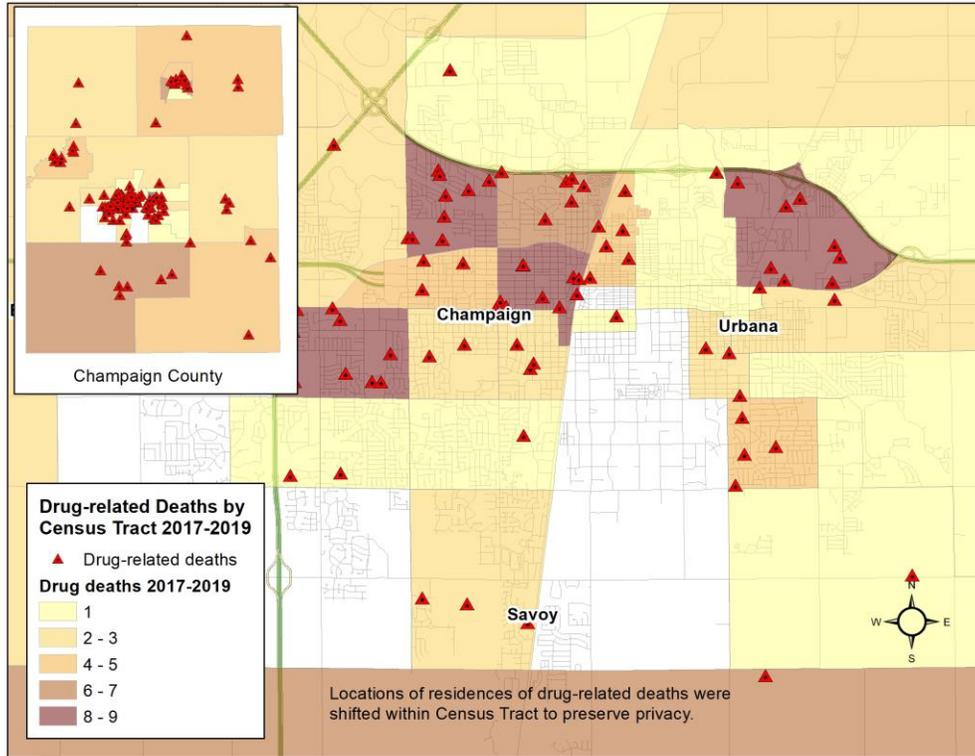 Champaign County
Champaign
Urbana
Savoy
Drug-related Deaths by
Census Tract 2017-2019
Drug-related deaths
Drug deaths 2017-2019
1
2 - 3
4 - 5
6 - 7
8 - 9
N
W E
S
Locations of residences of drug-related deaths were
shifted within Census Tract to preserve privacy.